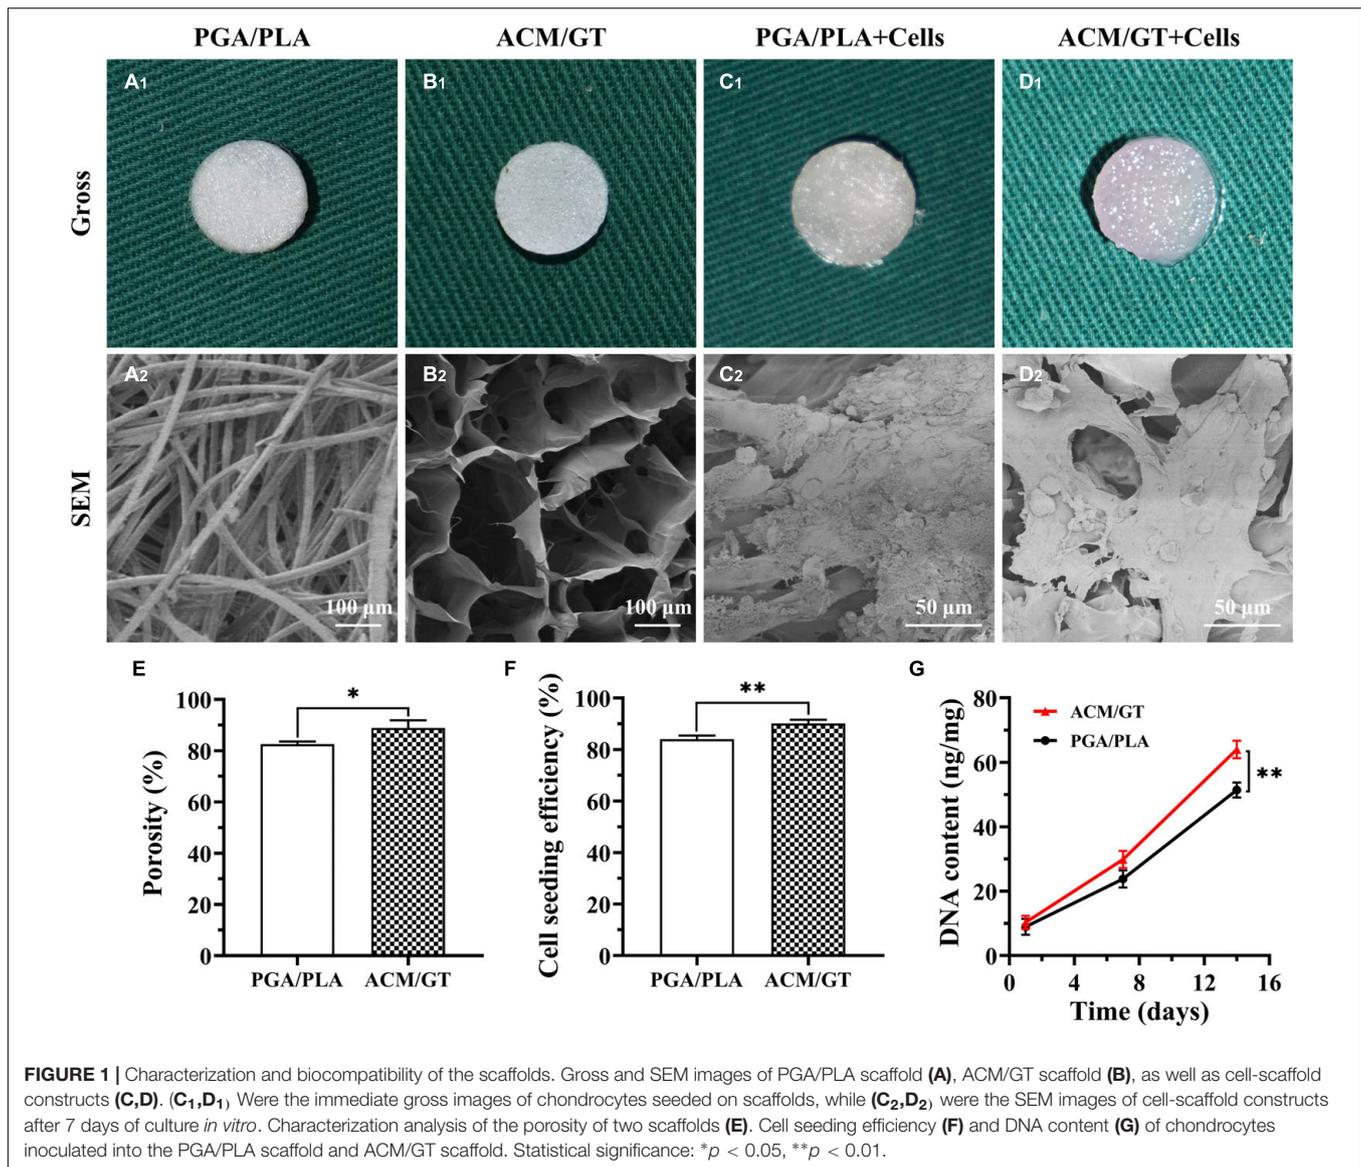 PGA/PLA ACM/GT PGA/PLA+Cells ACM/GT+Cells
Gross
A1 B1 C1 D1
SEM
A2 B2 C2 D2
100 µm 100 µm 50 µm 50 µm
E
Porosity (%)
100
80
60
40
20
0
*
PGA/PLA ACM/GT
F
Cell seeding efficiency (%)
100
80
60
40
20
0
**
PGA/PLA ACM/GT
G
DNA content (ng/mg)
80
60
40
20
0
ACM/GT
PGA/PLA
**
0 4 8 12 16
Time (days)
FIGURE 1 | Characterization and biocompatibility of the scaffolds. Gross and SEM images of PGA/PLA scaffold (A), ACM/GT scaffold (B), as well as cell-scaffold
constructs (C,D). (C1,D1) Were the immediate gross images of chondrocytes seeded on scaffolds, while (C2,D2) were the SEM images of cell-scaffold constructs
after 7 days of culture in vitro. Characterization analysis of the porosity of two scaffolds (E). Cell seeding efficiency (F) and DNA content (G) of chondrocytes
inoculated into the PGA/PLA scaffold and ACM/GT scaffold. Statistical significance: *p < 0.05, **p < 0.01.